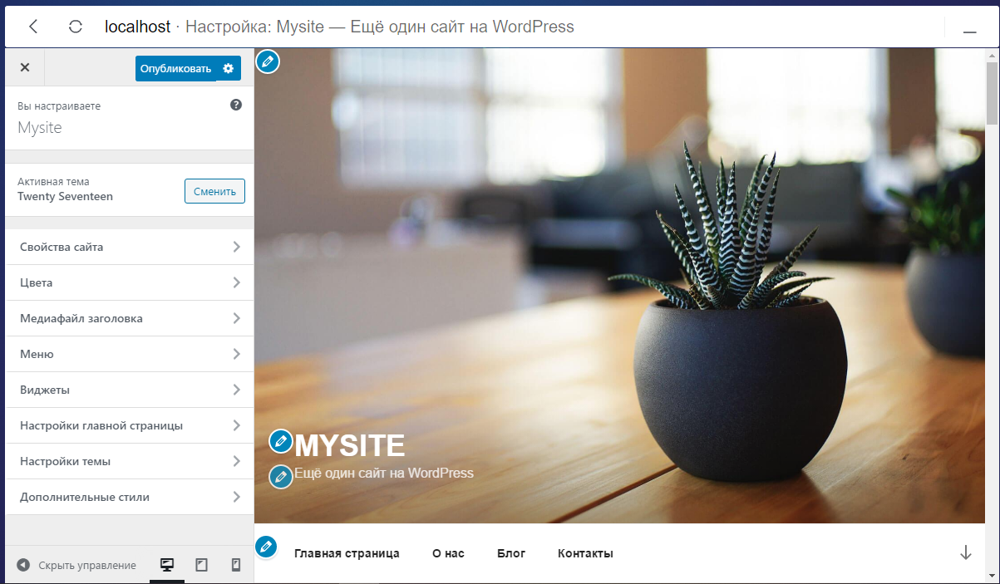 localhost · Настройка: Mysite — Ещё один сайт на WordPress
Опубликовать
Вы настраиваете
Mysite
Активная тема
Twenty Seventeen
Сменить
Свойства сайта
Цвета
Медиафайл заголовка
Меню
Виджеты
Настройки главной страницы
Настройки темы
Дополнительные стили
Скрыть управление
MYSITE
Ещё один сайт на WordPress
Главная страница О нас Блог Контакты